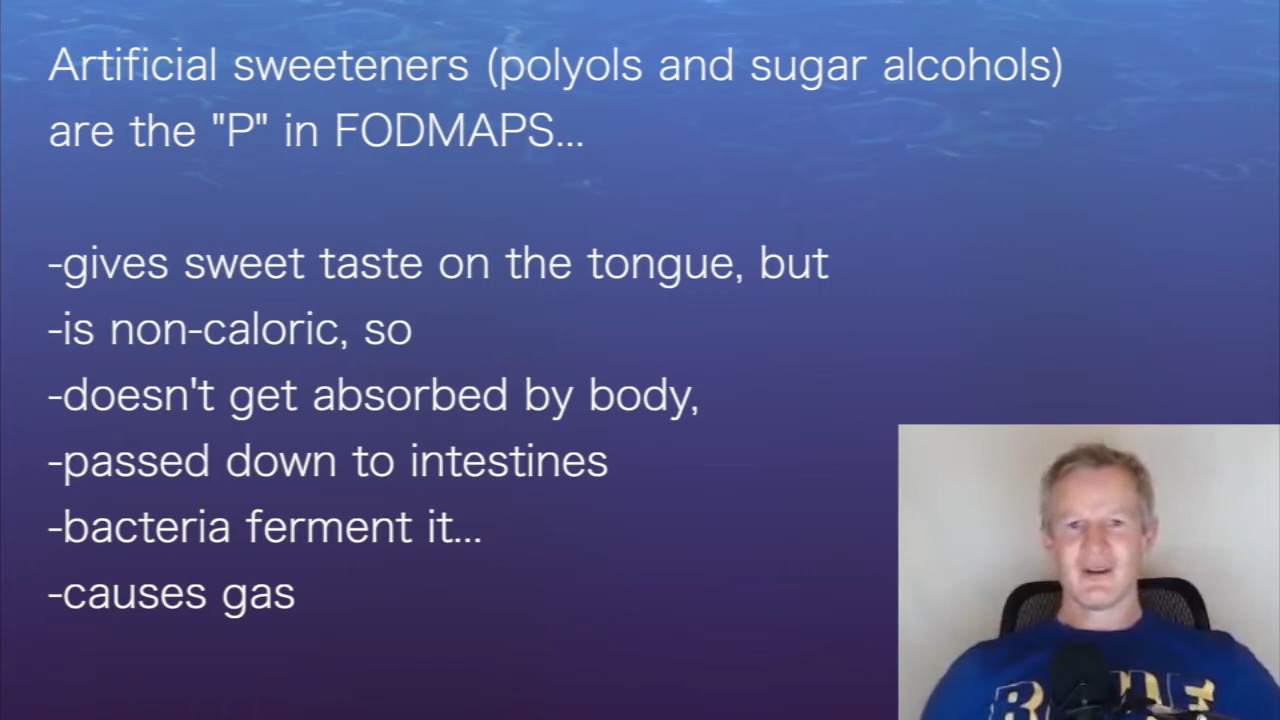 Artificial sweeteners (polyols and sugar alcohols)
are the "P" in FODMAPS...
-gives sweet taste on the tongue, but
-is non-caloric, so
-doesn't get absorbed by body,
-passed down to intestines
-bacteria ferment it...
-causes gas